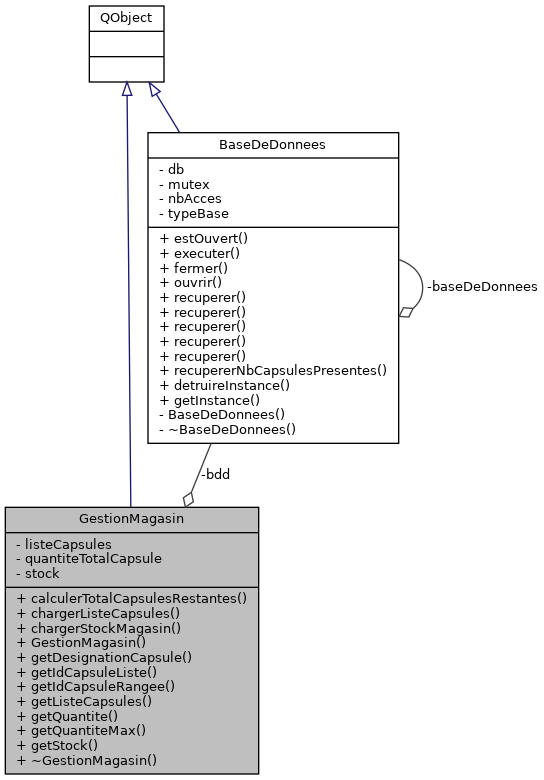 QObject
BaseDeDonnees
- db
- mutex
- nbAcces
- typeBase
+ estOuvert()
+ executer()
+ fermer()
+ ouvrir()
+ recuperer()
+ recuperer()
+ recuperer()
+ recuperer()
+ recuperer()
+ recupererNbCapsulesPresentes()
+ detruireInstance()
+ getInstance()
- BaseDeDonnees()
- ~BaseDeDonnees()
-baseDeDonnees
-bdd
GestionMagasin
- listeCapsules
- quantiteTotalCapsule
- stock
+ calculerTotalCapsulesRestantes()
+ chargerListeCapsules()
+ chargerStockMagasin()
+ GestionMagasin()
+ getDesignationCapsule()
+ getIdCapsuleListe()
+ getIdCapsuleRangee()
+ getListeCapsules()
+ getQuantite()
+ getQuantiteMax()
+ getStock()
+ ~GestionMagasin()